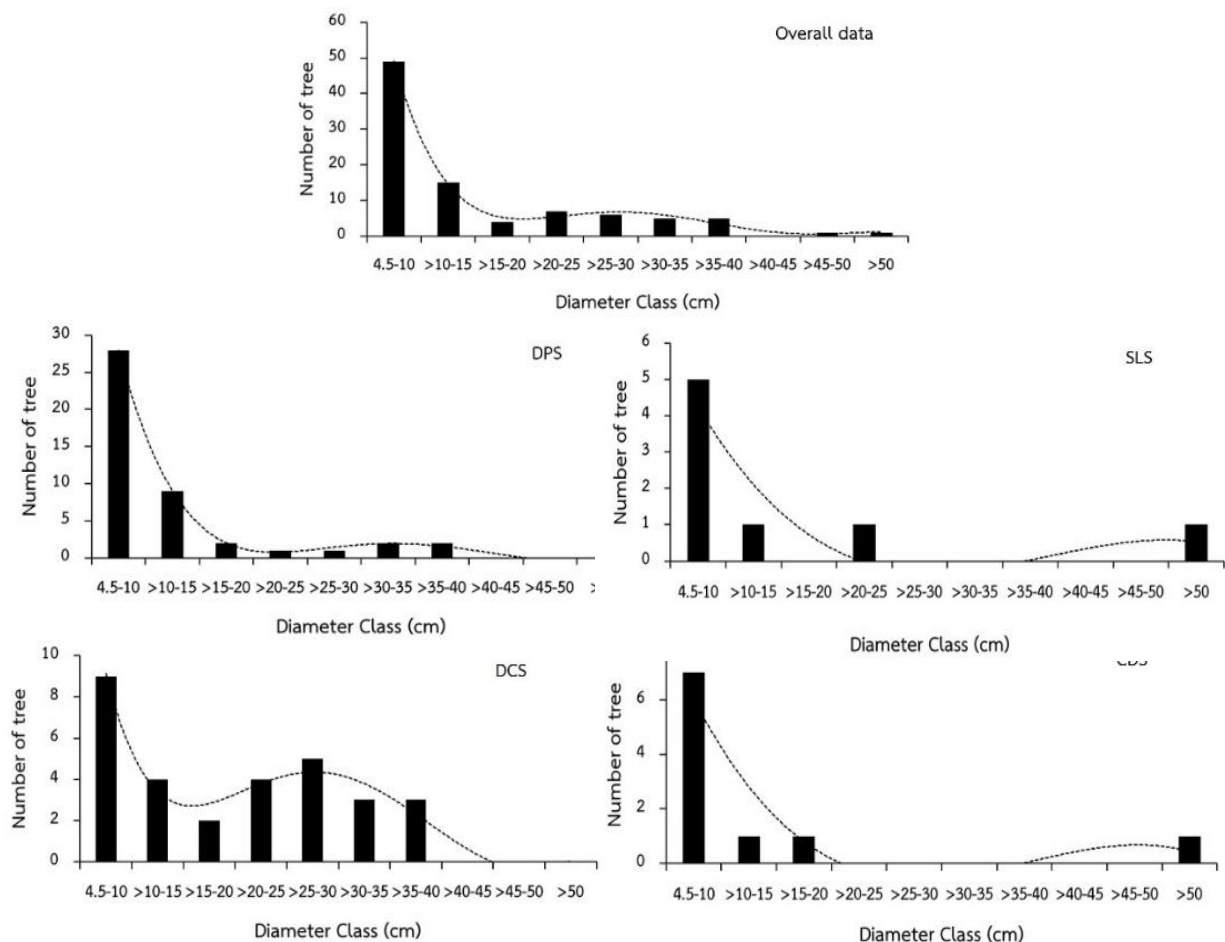 Overall data
Number of tree
60
50
40
30
20
10
0
4.5-10 >10-15 >15-20 >20-25 >25-30 >30-35 >35-40 >40-45 >45-50 >50
Diameter Class (cm)
DPS
Number of tree
30
25
20
15
10
5
0
4.5-10 >10-15 >15-20 >20-25 >25-30 >30-35 >35-40 >40-45 >45-50 >
Diameter Class (cm)
SLS
Number of tree
6
5
4
3
2
1
0
4.5-10 >10-15 >15-20 >20-25 >25-30 >30-35 >35-40 >40-45 >45-50 >50
Diameter Class (cm)
DCS
Number of tree
10
8
6
4
2
0
4.5-10 >10-15 >15-20 >20-25 >25-30 >30-35 >35-40 >40-45 >45-50 >50
Diameter Class (cm)
Number of tree
6
4
2
0
4.5-10 >10-15 >15-20 >20-25 >25-30 >30-35 >35-40 >40-45 >45-50 >50
Diameter Class (cm)